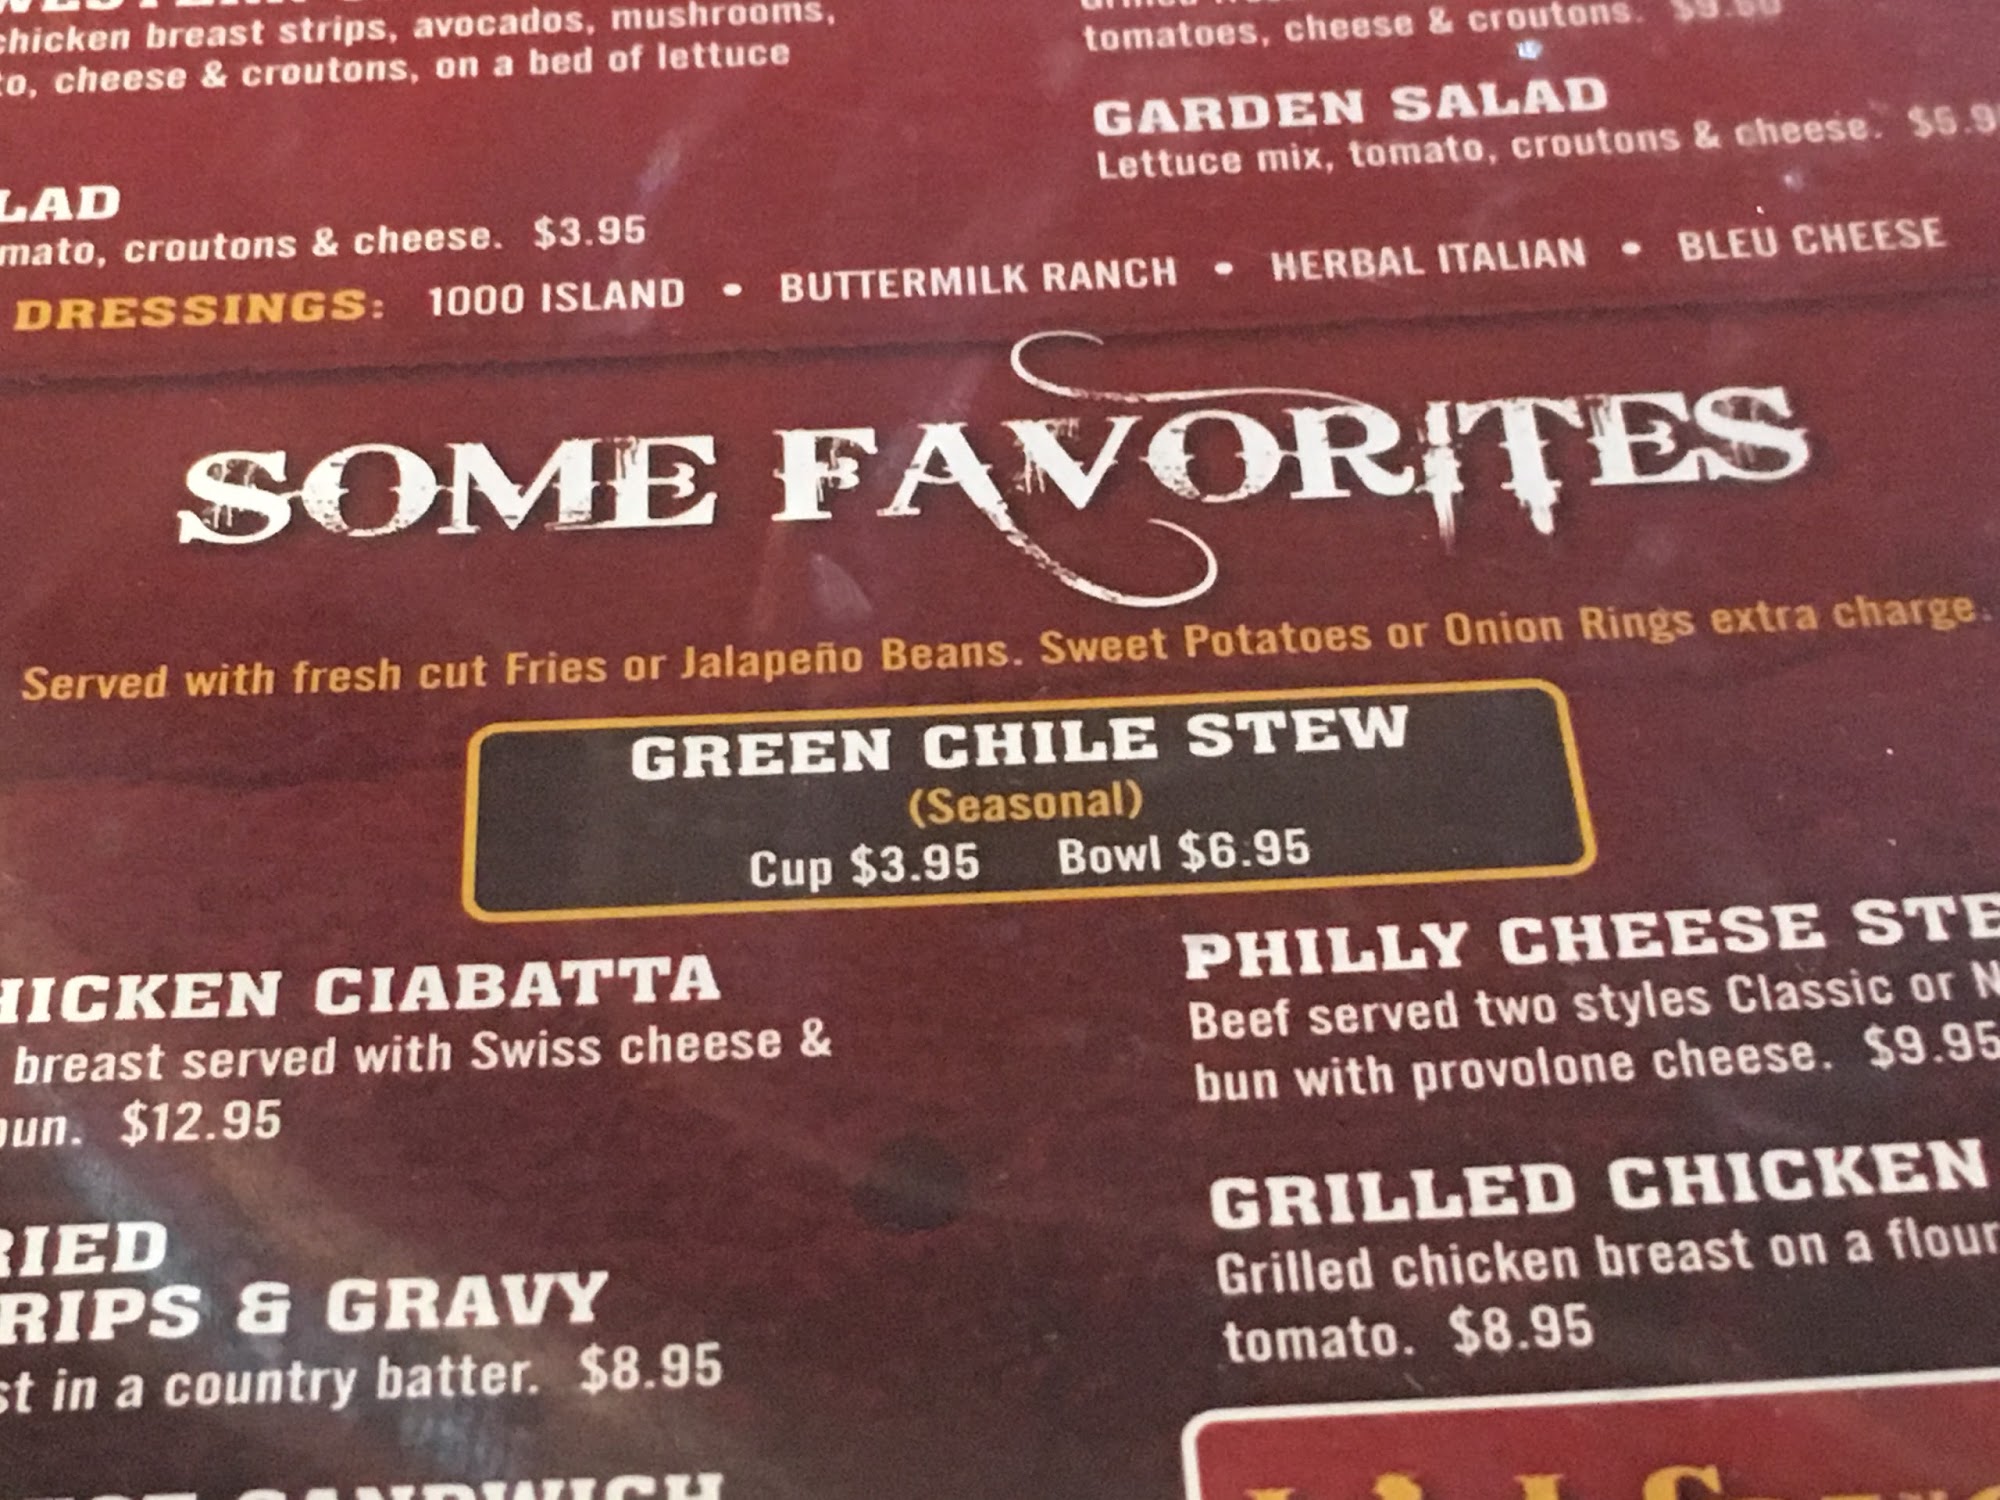 chicken breast strips, avocados, mushrooms,
cheese & croutons, on a bed of lettuce
tomatoes, cheese & croutons.
GARDEN SALAD
Lettuce mix, tomato, croutons & cheese.
croutons & cheese. $3.95
DRESSINGS: 1000 ISLAND • BUTTERMILK RANCH • HERBAL ITALIAN • BLEU CHEESE
SOME FAVORITES
Served with fresh cut Fries or Jalapeño Beans. Sweet Potatoes or Onion Rings extra charge.
GREEN CHILE STEW
(Seasonal)
Cup $3.95 Bowl $6.95
HICKEN CIABATTA
breast served with Swiss cheese &
bun. $12.95
RIED
RIPS & GRAVY
st in a country batter. $8.95
SANDWICH
PHILLY CHEESE STE
Beef served two styles Classic or N
bun with provolone cheese. $9.95
GRILLED CHICKEN
Grilled chicken breast on a flour
tomato. $8.95